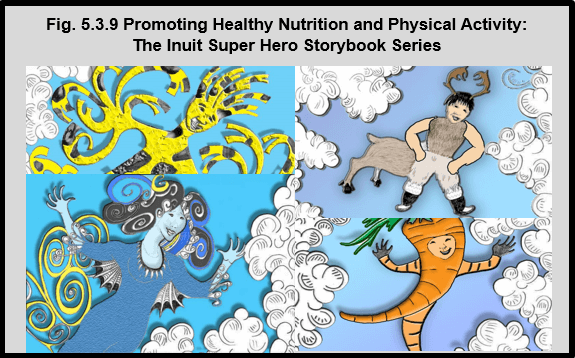 Fig. 5.3.9 Promoting Healthy Nutrition and Physical Activity:
The Inuit Super Hero Storybook Series